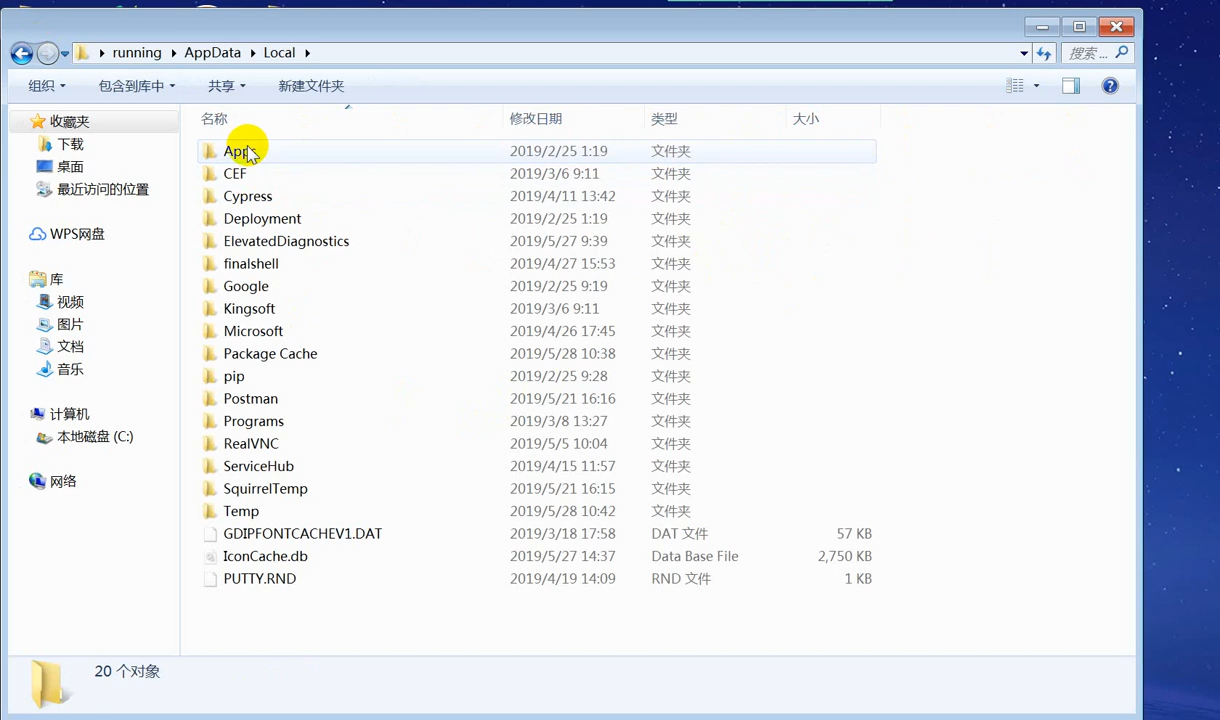 running ▸ AppData ▸ Local ▸
搜索 ...
组织 包含到库中 共享 新建文件夹
名称 修改日期 类型 大小
收藏夹
下载
桌面
最近访问的位置
WPS网盘
库
视频
图片
文档
音乐
计算机
本地磁盘 (C:)
网络
2019/2/25 1:19 文件夹
CEF 2019/3/6 9:11 文件夹
Cypress 2019/4/11 13:42 文件夹
Deployment 2019/2/25 1:19 文件夹
ElevatedDiagnostics 2019/5/27 9:39 文件夹
finalshell 2019/4/27 15:53 文件夹
Google 2019/2/25 9:19 文件夹
Kingsoft 2019/3/6 9:11 文件夹
Microsoft 2019/4/26 17:45 文件夹
Package Cache 2019/5/28 10:38 文件夹
pip 2019/2/25 9:28 文件夹
Postman 2019/5/21 16:16 文件夹
Programs 2019/3/8 13:27 文件夹
RealVNC 2019/5/5 10:04 文件夹
ServiceHub 2019/4/15 11:57 文件夹
SquirrelTemp 2019/5/21 16:15 文件夹
Temp 2019/5/28 10:42 文件夹
GDIPFONTCACHEV1.DAT 2019/3/18 17:58 DAT 文件 57 KB
IconCache.db 2019/5/27 14:37 Data Base File 2,750 KB
PUTTY.RND 2019/4/19 14:09 RND 文件 1 KB
20 个对象